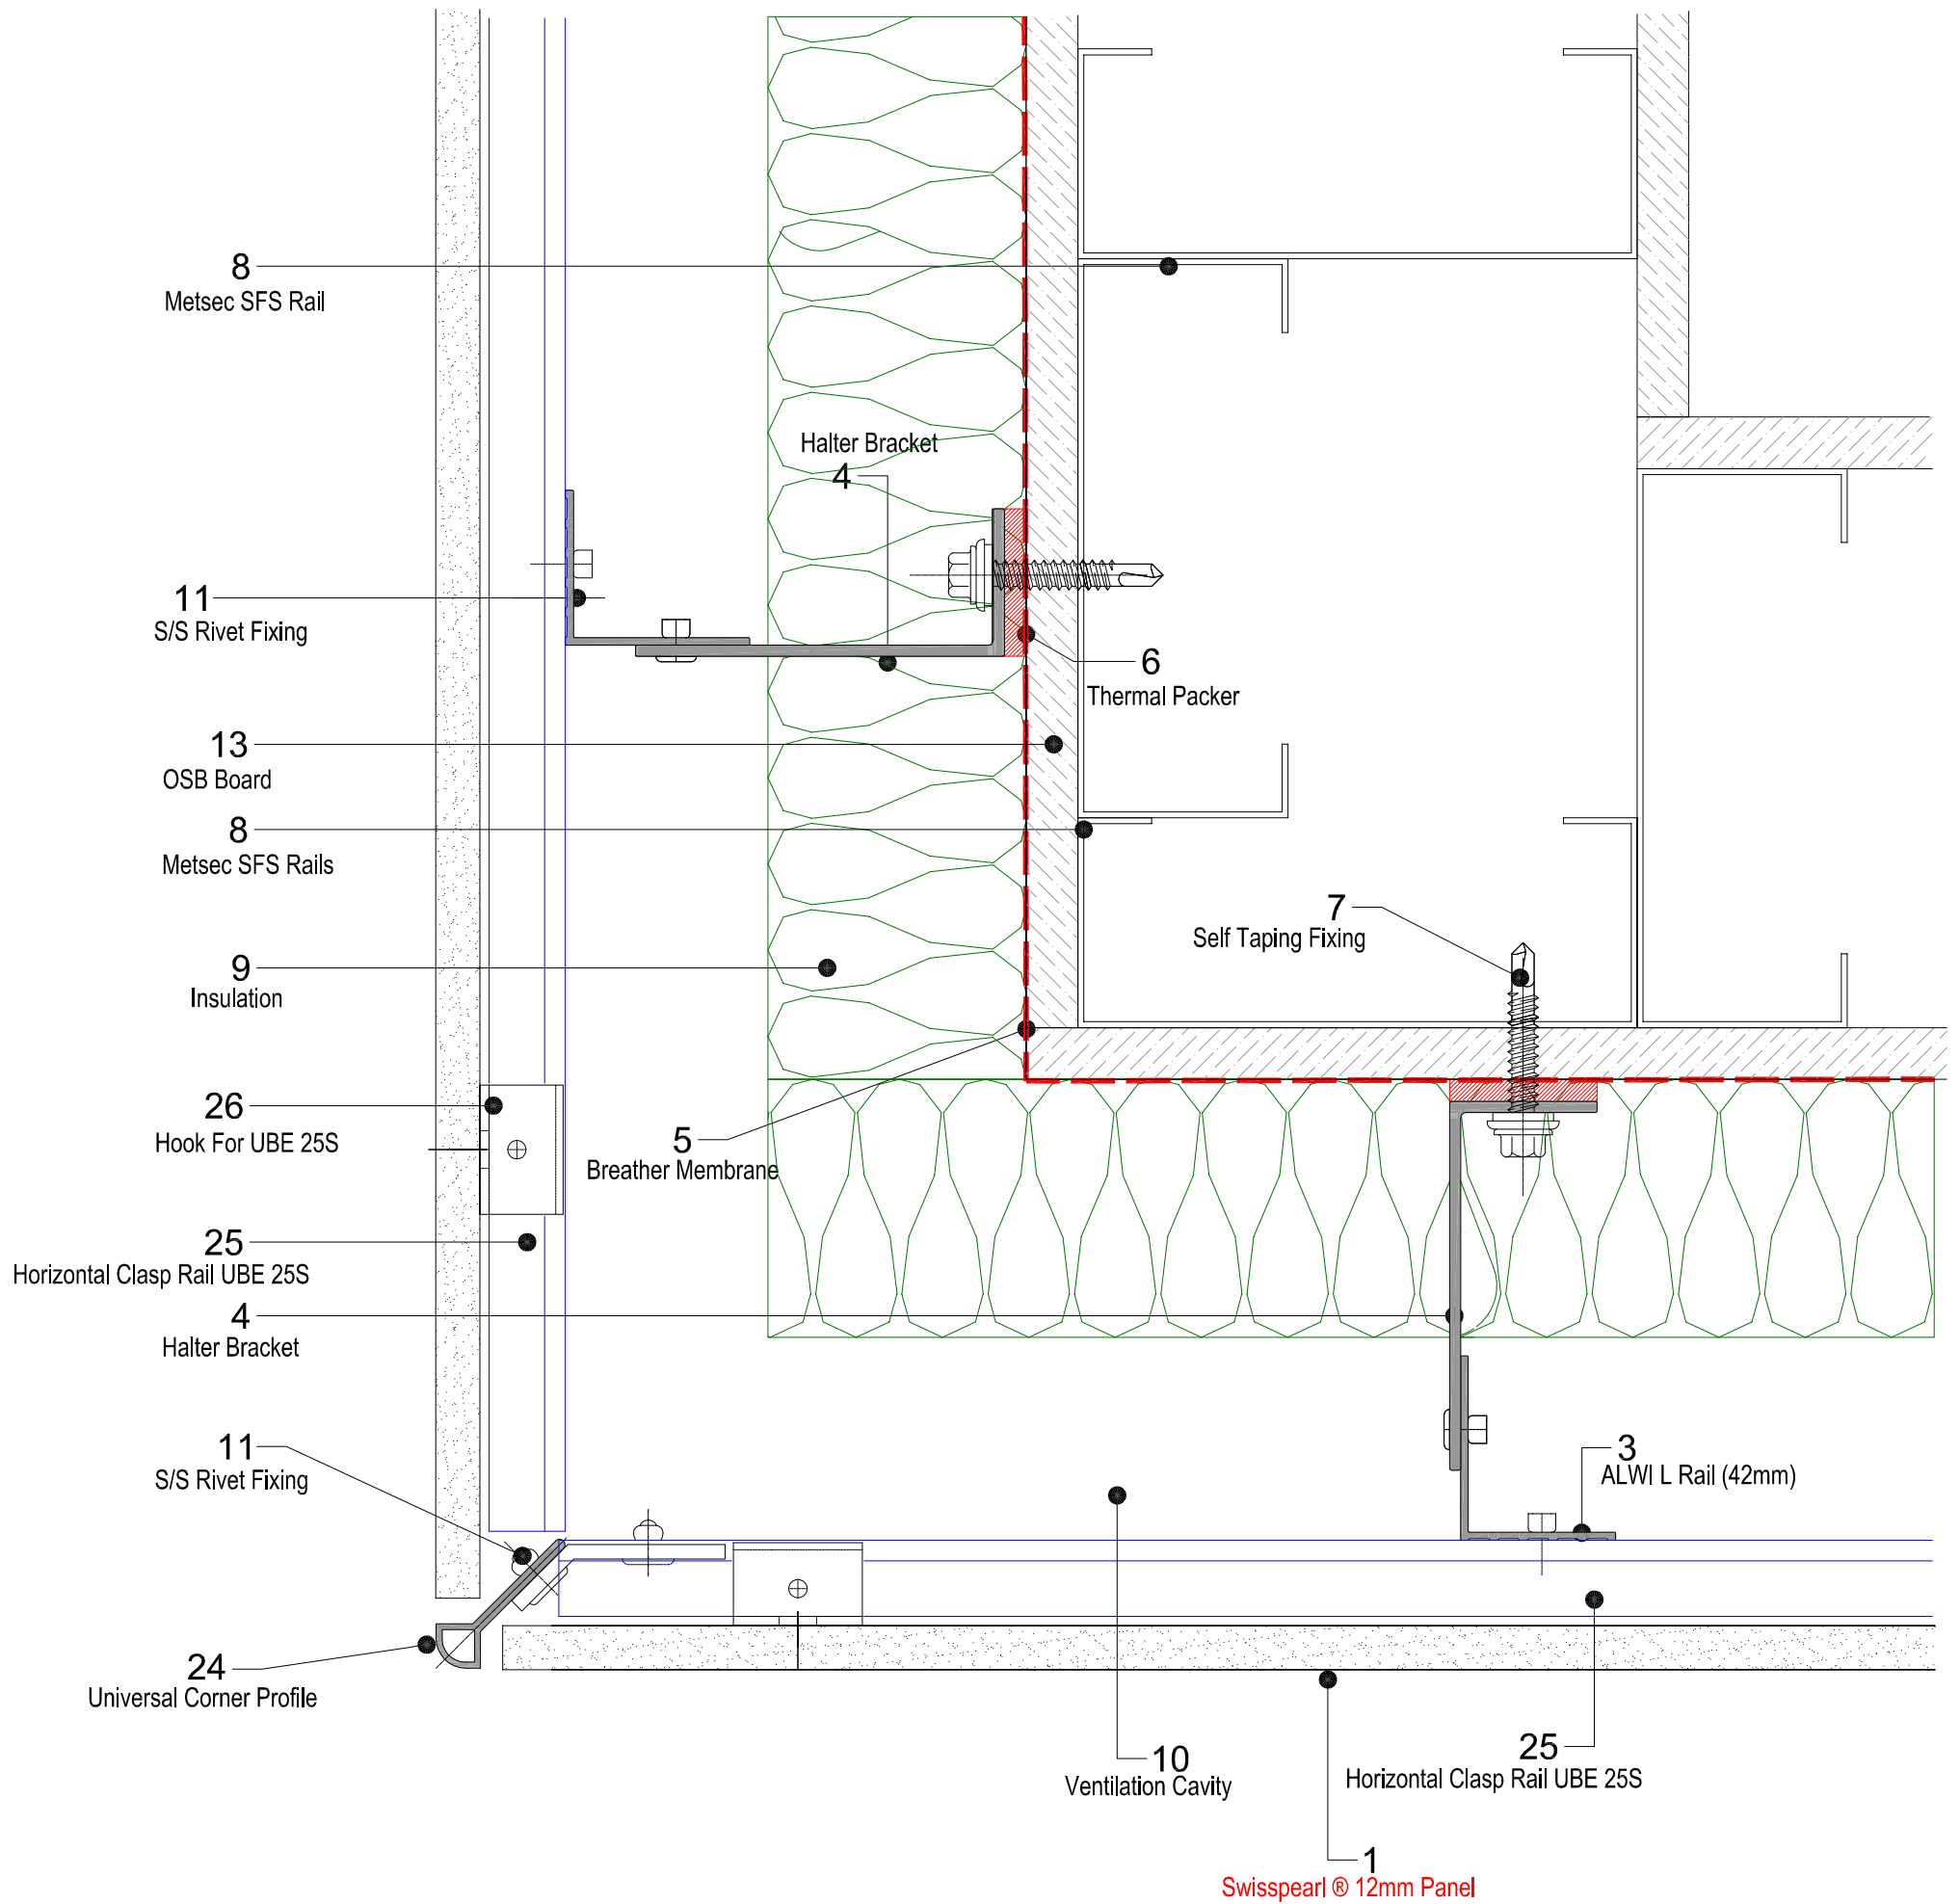 8
Metsec SFS Rail
Halter Bracket
4
11
S/S Rivet Fixing
6
Thermal Packer
13
OSB Board
8
Metsec SFS Rails
7
Self Taping Fixing
9
Insulation
26
Hook For UBE 25S
5
Breather Membrane
25
Horizontal Clasp Rail UBE 25S
4
Halter Bracket
11
S/S Rivet Fixing
3
ALWI L Rail (42mm)
24
Universal Corner Profile
10
Ventilation Cavity
25
Horizontal Clasp Rail UBE 25S
1
Swisspearl ® 12mm Panel